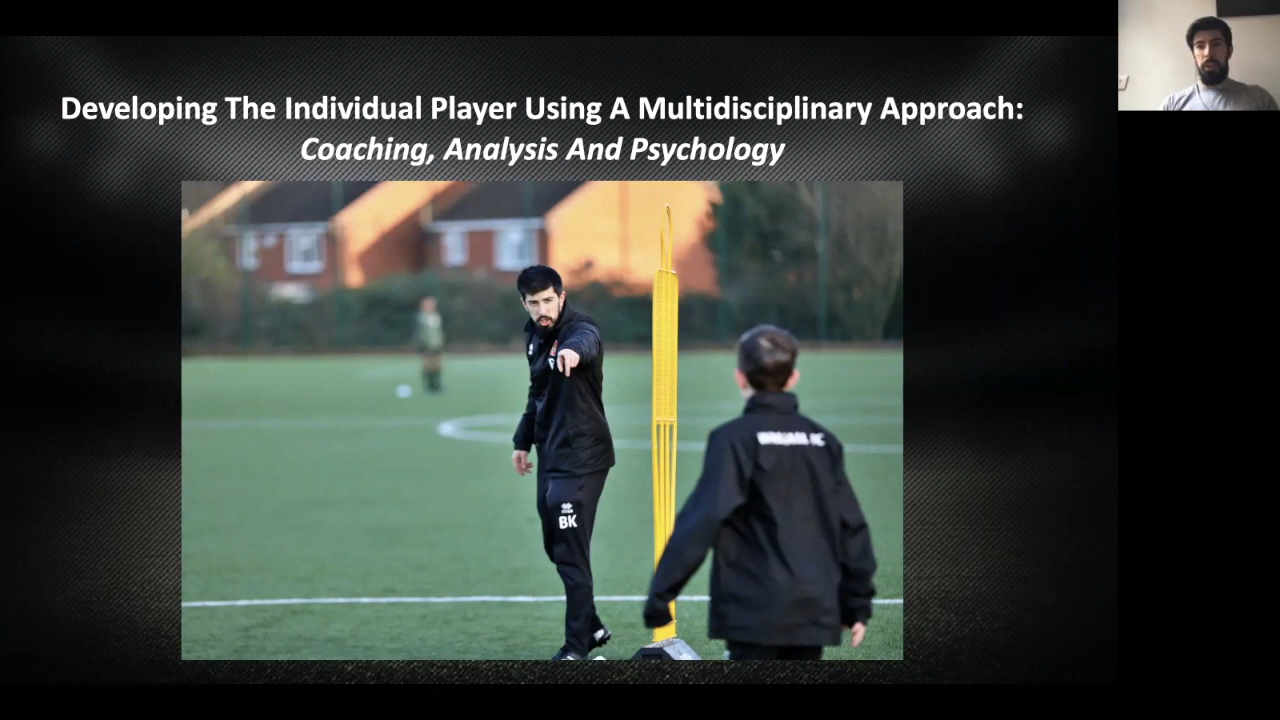 Developing The Individual Player Using A Multidisciplinary Approach:
Coaching, Analysis And Psychology
BK